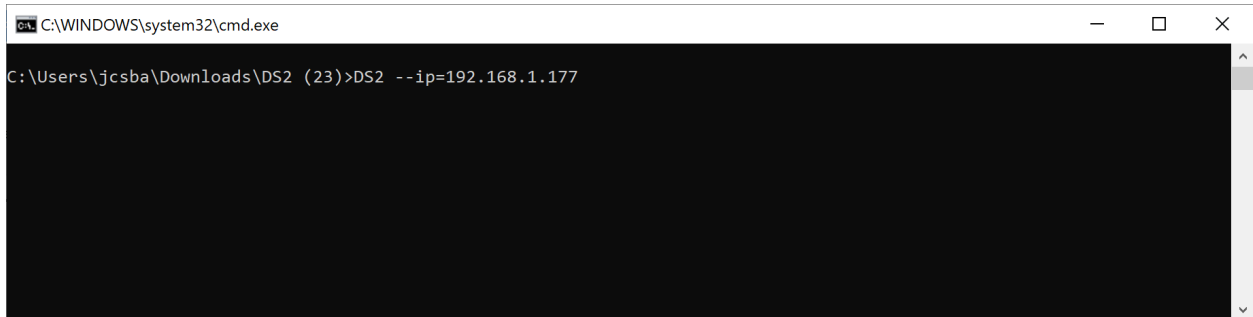 C:\WINDOWS\system32\cmd.exe
C:\Users\jcsba\Downloads\DS2 (23)>DS2 --ip=192.168.1.177